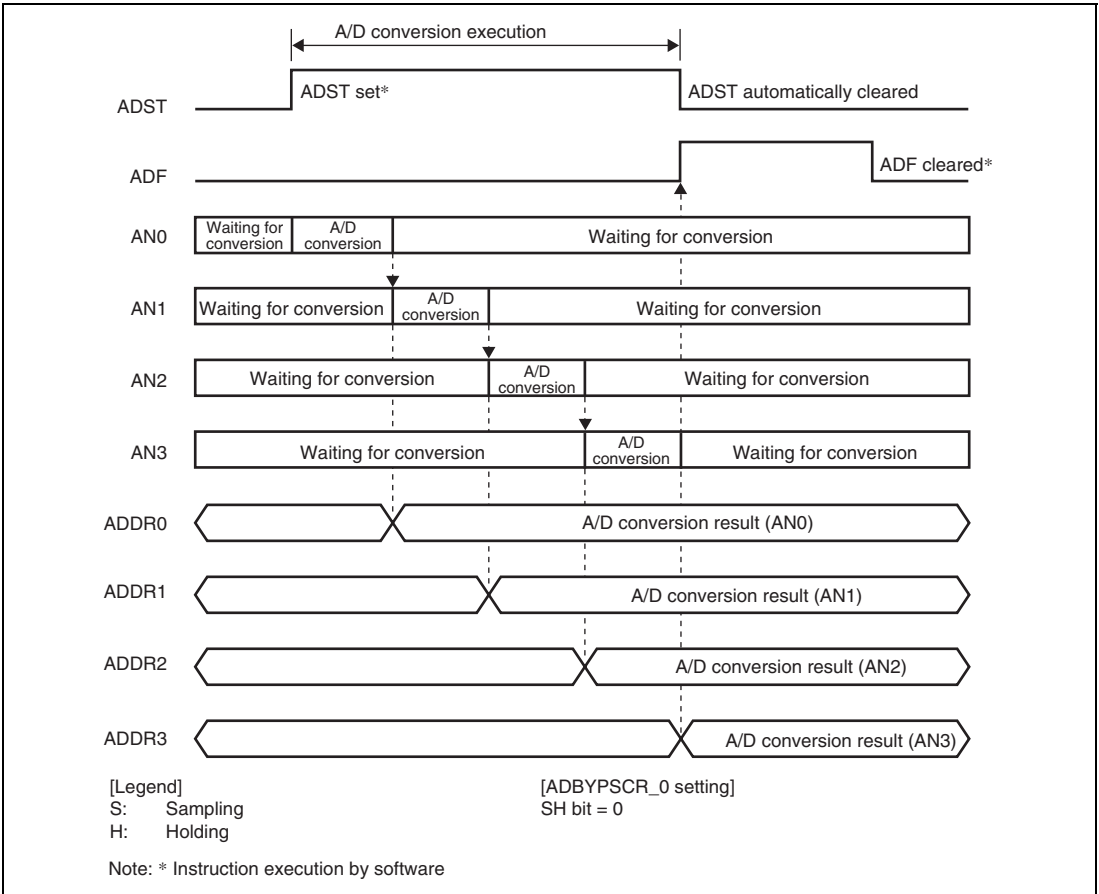 A/D conversion execution
ADST
ADST set*
ADST automatically cleared
ADF
ADF cleared*
AN0
Waiting for
conversion
A/D
conversion
Waiting for conversion
AN1
Waiting for conversion
A/D
conversion
Waiting for conversion
AN2
Waiting for conversion
A/D
conversion
Waiting for conversion
AN3
Waiting for conversion
A/D
conversion
Waiting for conversion
ADDR0
A/D conversion result (AN0)
ADDR1
A/D conversion result (AN1)
ADDR2
A/D conversion result (AN2)
ADDR3
A/D conversion result (AN3)
[Legend]
S: Sampling
H: Holding
[ADBYPSCR_0 setting]
SH bit = 0
Note: * Instruction execution by software